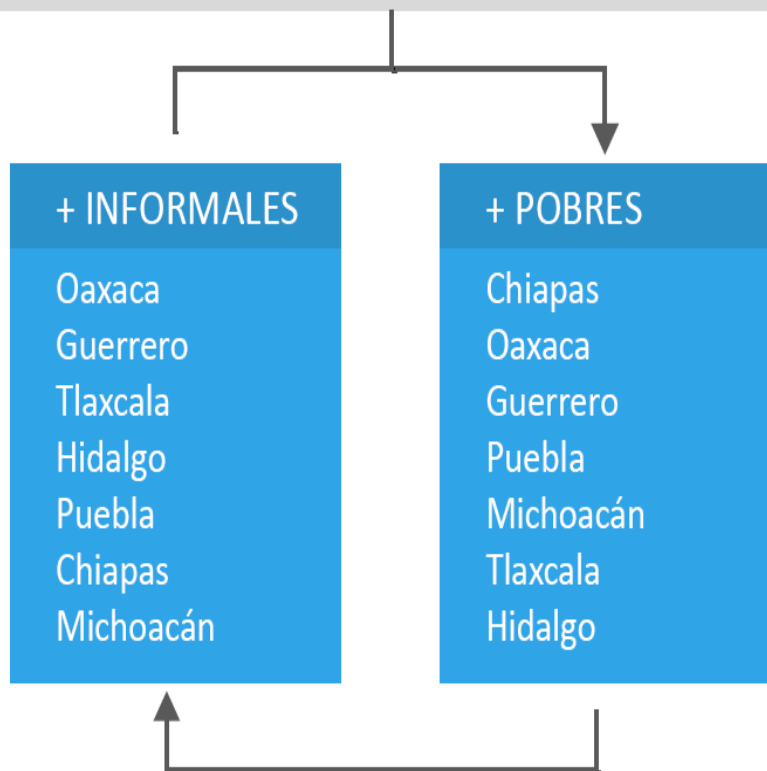 + INFORMALES
Oaxaca
Guerrero
Tlaxcala
Hidalgo
Puebla
Chiapas
Michoacán
+ POBRES
Chiapas
Oaxaca
Guerrero
Puebla
Michoacán
Tlaxcala
Hidalgo